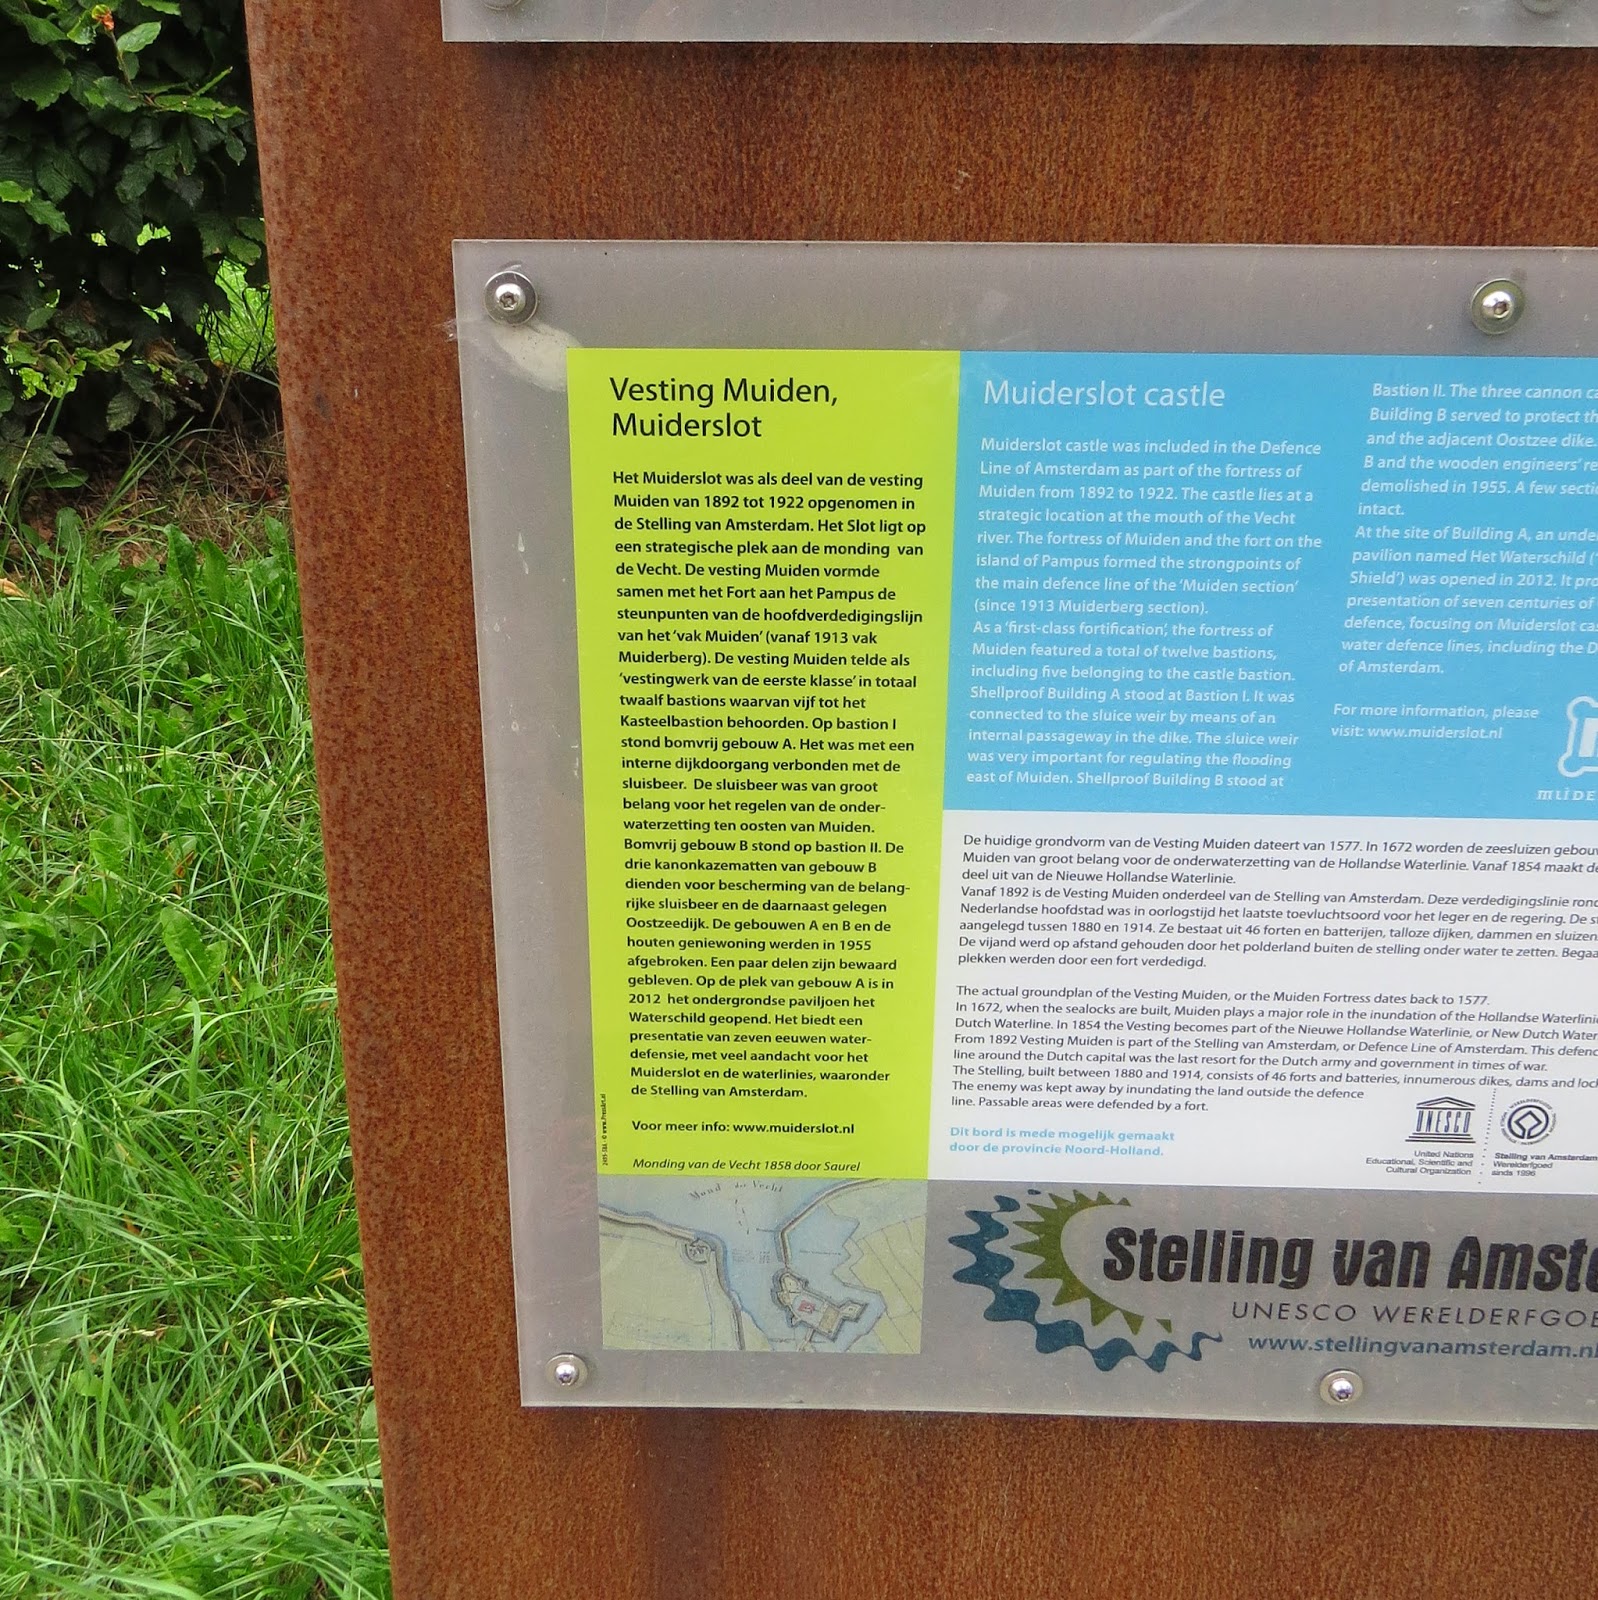 Vesting Muiden,
Muiderslot
Het Muiderslot was als deel van de vesting
Muiden van 1892 tot 1922 opgenomen in
de Stelling van Amsterdam. Het Slot ligt op
een strategische plek aan de monding van
de Vecht. De vesting Muiden vormde
samen met het Fort aan het Pampus de
steunpunten van de hoofdverdedigingslijn
van het 'vak Muiden' (vanaf 1913 vak
Muiderberg). De vesting Muiden telde als
'vestingwerk van de eerste klasse' in totaal
twaalf bastions waarvan vijf tot het
Kasteelbastion behoorden. Op bastion I
stond bomvrij gebouw A. Het was met een
interne dijkdoorgang verbonden met de
sluisbeer. De sluisbeer was van groot
belang voor het regelen van de onder-
waterzetting ten oosten van Muiden.
Bomvrij gebouw B stond op bastion II. De
drie kanonkazematten van gebouw B
dienden voor bescherming van de belang-
rijke sluisbeer en de daarnaast gelegen
Oostzeedijk. De gebouwen A en B en de
houten geniewoning werden in 1955
afgebroken. Een paar delen zijn bewaard
gebleven. Op de plek van gebouw A is in
2012 het ondergrondse paviljoen het
Waterschild geopend. Het biedt een
presentatie van zeven eeuwen water-
defensie, met veel aandacht voor het
Muiderslot en de waterlinies, waaronder
de Stelling van Amsterdam.
Voor meer info: www.muiderslot.nl
Monding van de Vecht 1858 door Saurel
Muiderslot castle
Muiderslot castle was included in the Defence
Line of Amsterdam as part of the fortress of
Muiden from 1892 to 1922. The castle lies at a
strategic location at the mouth of the Vecht
river. The fortress of Muiden and the fort on the
island of Pampus formed the strongpoints of
the main defence line of the 'Muiden section'
(since 1913 Muiderberg section).
As a 'first-class fortification', the fortress of
Muiden featured a total of twelve bastions,
including five belonging to the castle bastion.
Shellproof Building A stood at Bastion I. It was
connected to the sluice weir by means of an
internal passageway in the dike. The sluice weir
was very important for regulating the flooding
east of Muiden. Shellproof Building B stood at
Bastion II. The three cannon ca
Building B served to protect th
and the adjacent Oostzee dike.
B and the wooden engineers' re
demolished in 1955. A few secti
intact.
At the site of Building A, an unde
pavilion named Het Waterschild ('
Shield') was opened in 2012. It pro
presentation of seven centuries of
defence, focusing on Muiderslot cas
water defence lines, including the D
of Amsterdam.
For more information, please
visit: www.muiderslot.nl
De huidige grondvorm van de Vesting Muiden dateert van 1577. In 1672 worden de zeesluizen gebouw
Muiden van groot belang voor de onderwaterzetting van de Hollandse Waterlinie. Vanaf 1854 maakt de
deel uit van de Nieuwe Hollandse Waterlinie.
Vanaf 1892 is de Vesting Muiden onderdeel van de Stelling van Amsterdam. Deze verdedigingslinie rond
Nederlandse hoofdstad was in oorlogstijd het laatste toevluchtsoord voor het leger en de regering. De st
aangelegd tussen 1880 en 1914. Ze bestaat uit 46 forten en batterijen, talloze dijken, dammen en sluizen.
De vijand werd op afstand gehouden door het polderland buiten de stelling onder water te zetten. Begaa
plekken werden door een fort verdedigd.
The actual groundplan of the Vesting Muiden, or the Muiden Fortress dates back to 1577.
In 1672, when the sealocks are built, Muiden plays a major role in the inundation of the Hollandse Waterlinie
Dutch Waterline. In 1854 the Vesting becomes part of the Nieuwe Hollandse Waterlinie, or New Dutch Water
From 1892 Vesting Muiden is part of the Stelling van Amsterdam, or Defence Line of Amsterdam. This defenc
line around the Dutch capital was the last resort for the Dutch army and government in times of war.
The Stelling, built between 1880 and 1914, consists of 46 forts and batteries, innumerous dikes, dams and lock
The enemy was kept away by inundating the land outside the defence
line. Passable areas were defended by a fort.
Dit bord is mede mogelijk gemaakt
door de provincie Noord-Holland.
UNESCO
United Nations
Educational, Scientific and
Cultural Organization
Stelling van Amsterdam
Werelderfgoed
sinds 1996
Stelling van Amste
UNESCO WERELDERFGOE
www.stellingvanamsterdam.nl